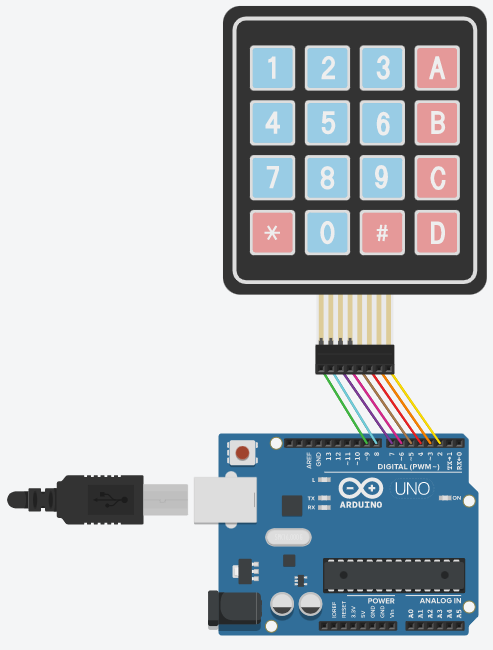 1 2 3 A
4 5 6 B
7 8 9 C
* 0 # D
AREF
GND
13
12
~11
~10
~9
8
7
~6
~5
4
~3
2
TX→1
RX←0
DIGITAL (PWM~)
L
TX
RX
UNO
ARDUINO
ON
POWER
ANALOG IN
IOREF
RESET
3.3V
5V
GND
GND
Vin
A0
A1
A2
A3
A4
A5